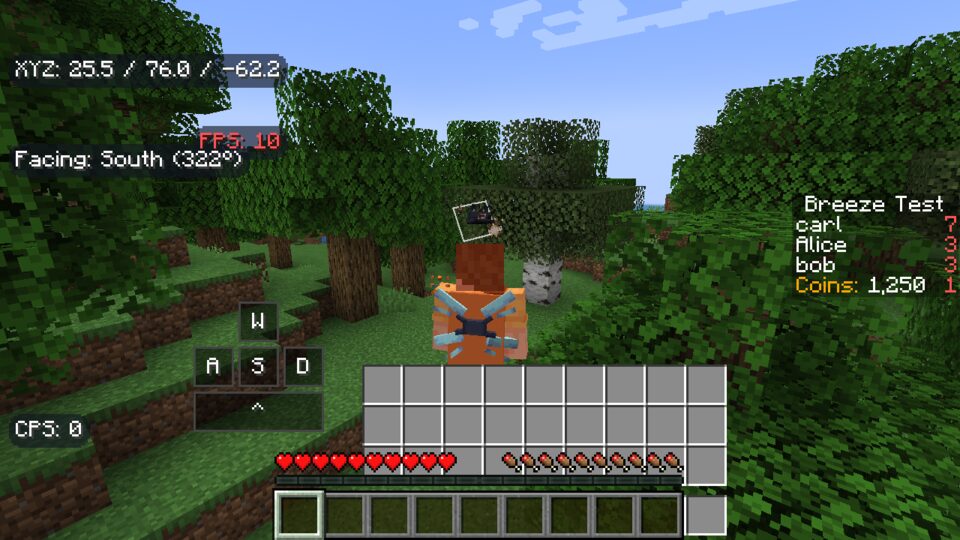 XYZ: 25.5 / 76.0 / -62.2
FPS: 10
Facing: South (322°)
Breeze Test
carl 7
Alice 3
bob 3
Coins: 1,250 1
W
A S D
^
CPS: 0